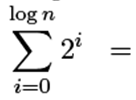 log n
∑ 2^i =
i=0